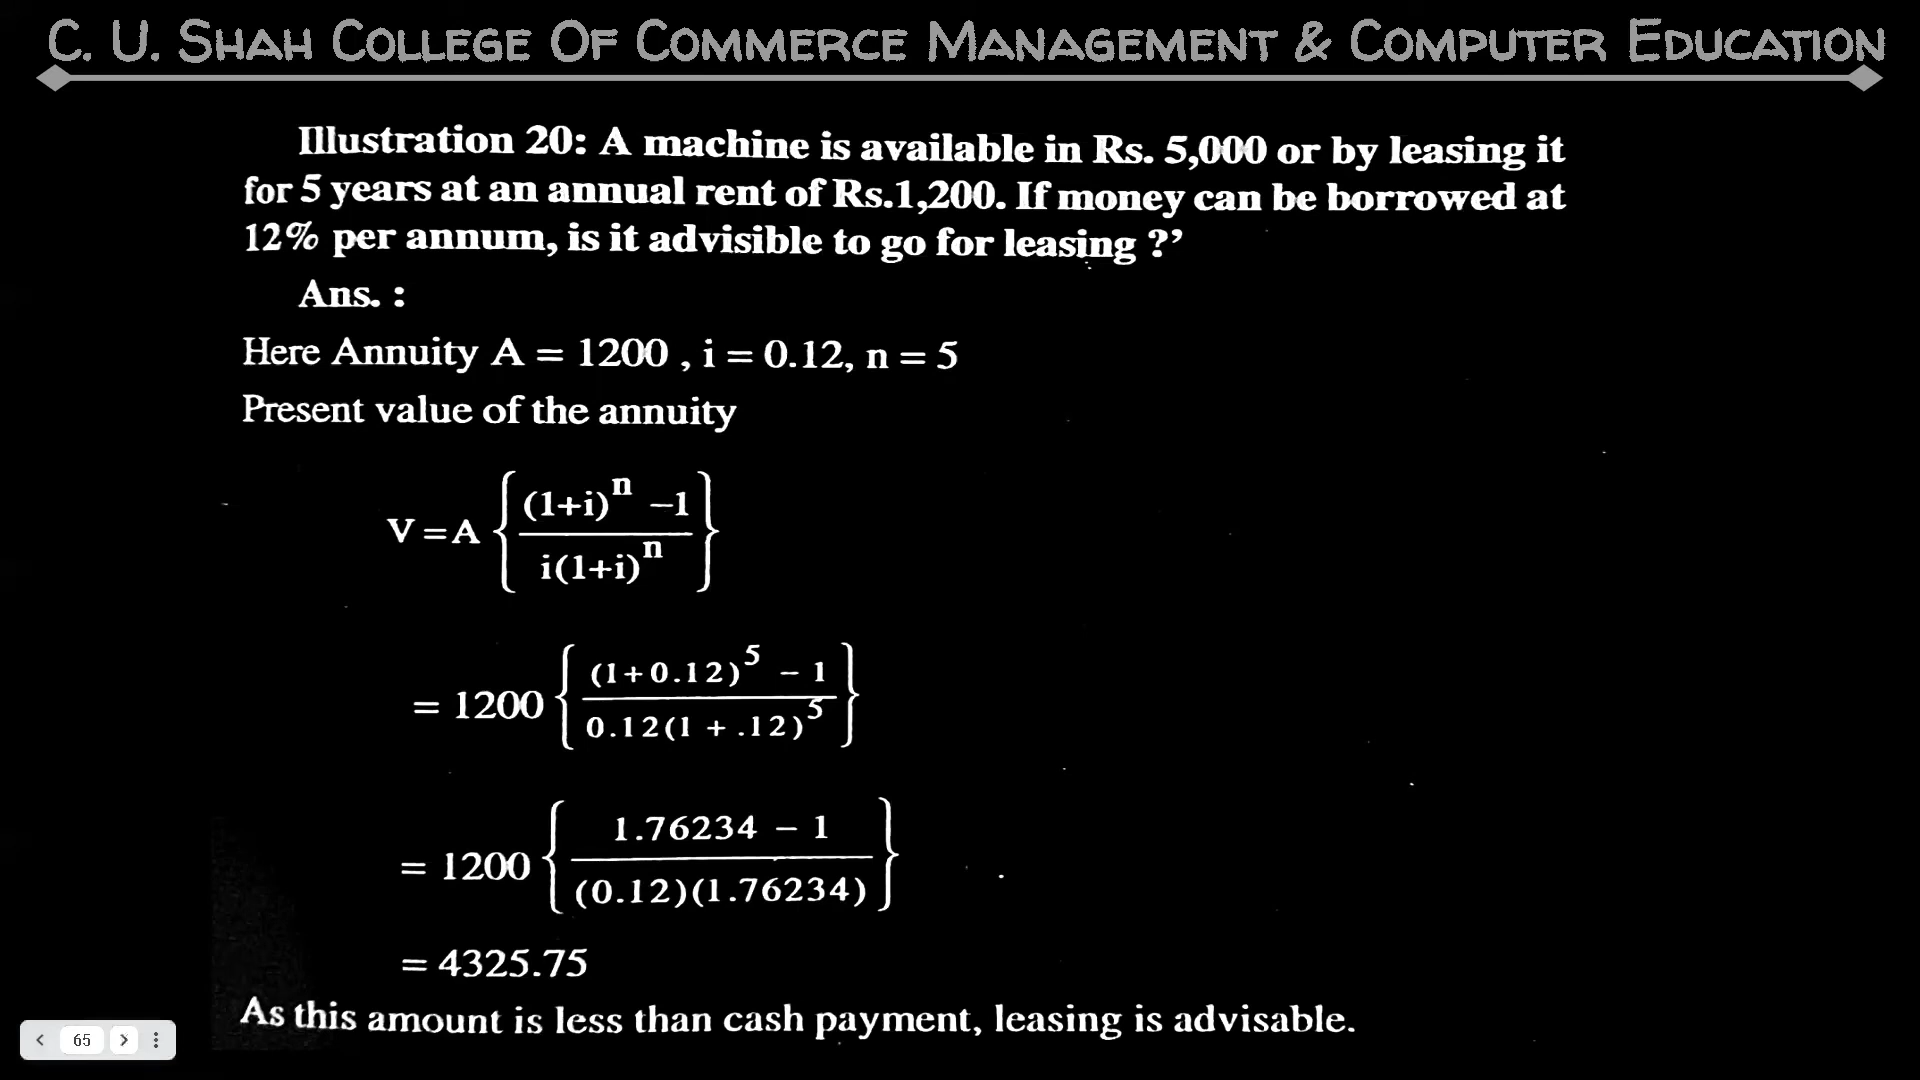 C. U. SHAH COLLEGE OF COMMERCE MANAGEMENT & COMPUTER EDUCATION
Illustration 20: A machine is available in Rs. 5,000 or by leasing it
for 5 years at an annual rent of Rs.1,200. If money can be borrowed at
12% per annum, is it advisible to go for leasing ?’
Ans. :
Here Annuity A = 1200 , i = 0.12, n = 5
Present value of the annuity
V = A { (1+i)^n –1 / i(1+i)^n }
= 1200 { (1+0.12)^5 – 1 / 0.12(1 + .12)^5 }
= 1200 { 1.76234 – 1 / (0.12)(1.76234) }
= 4325.75
As this amount is less than cash payment, leasing is advisable.
65